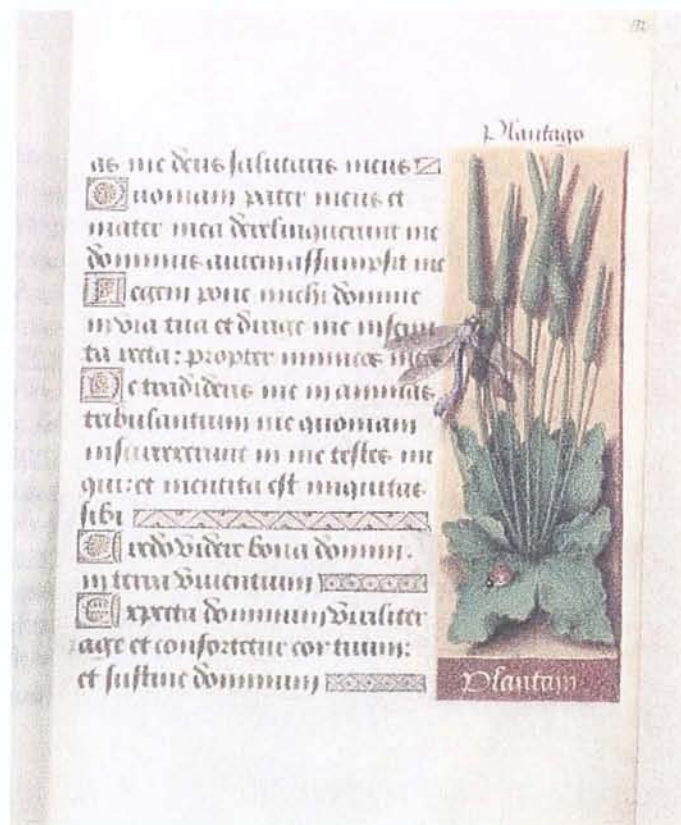 Plantago
as me deus salutaris meus
Quoniam pater meus et
mater mea dereliquerunt me
dominus autem assumpsit me
Legem pone michi domine
in via tua et dirige me in semi
ta recta: propter inimicos meos
Ne tradideris me in animas
tribulantium me quoniam
insurrexerunt in me testes ini
qui: et mentita est iniquitas
sibi
Credo videre bona domini:
in terra viventium
Expecta dominum viriliter
age et confortetur cor tuum:
et sustine dominum
Plantain